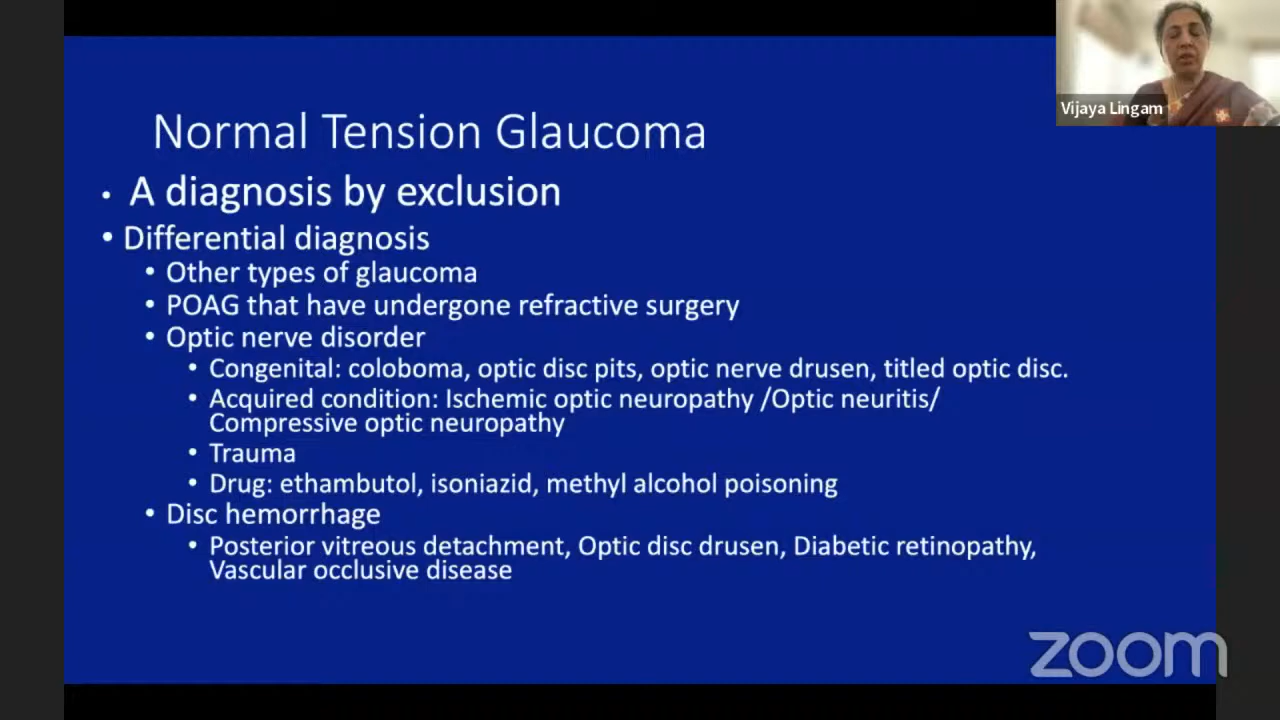 Vijaya Lingam
Normal Tension Glaucoma
• A diagnosis by exclusion
• Differential diagnosis
• Other types of glaucoma
• POAG that have undergone refractive surgery
• Optic nerve disorder
• Congenital: coloboma, optic disc pits, optic nerve drusen, titled optic disc.
• Acquired condition: Ischemic optic neuropathy /Optic neuritis/
Compressive optic neuropathy
• Trauma
• Drug: ethambutol, isoniazid, methyl alcohol poisoning
• Disc hemorrhage
• Posterior vitreous detachment, Optic disc drusen, Diabetic retinopathy,
Vascular occlusive disease
zoom